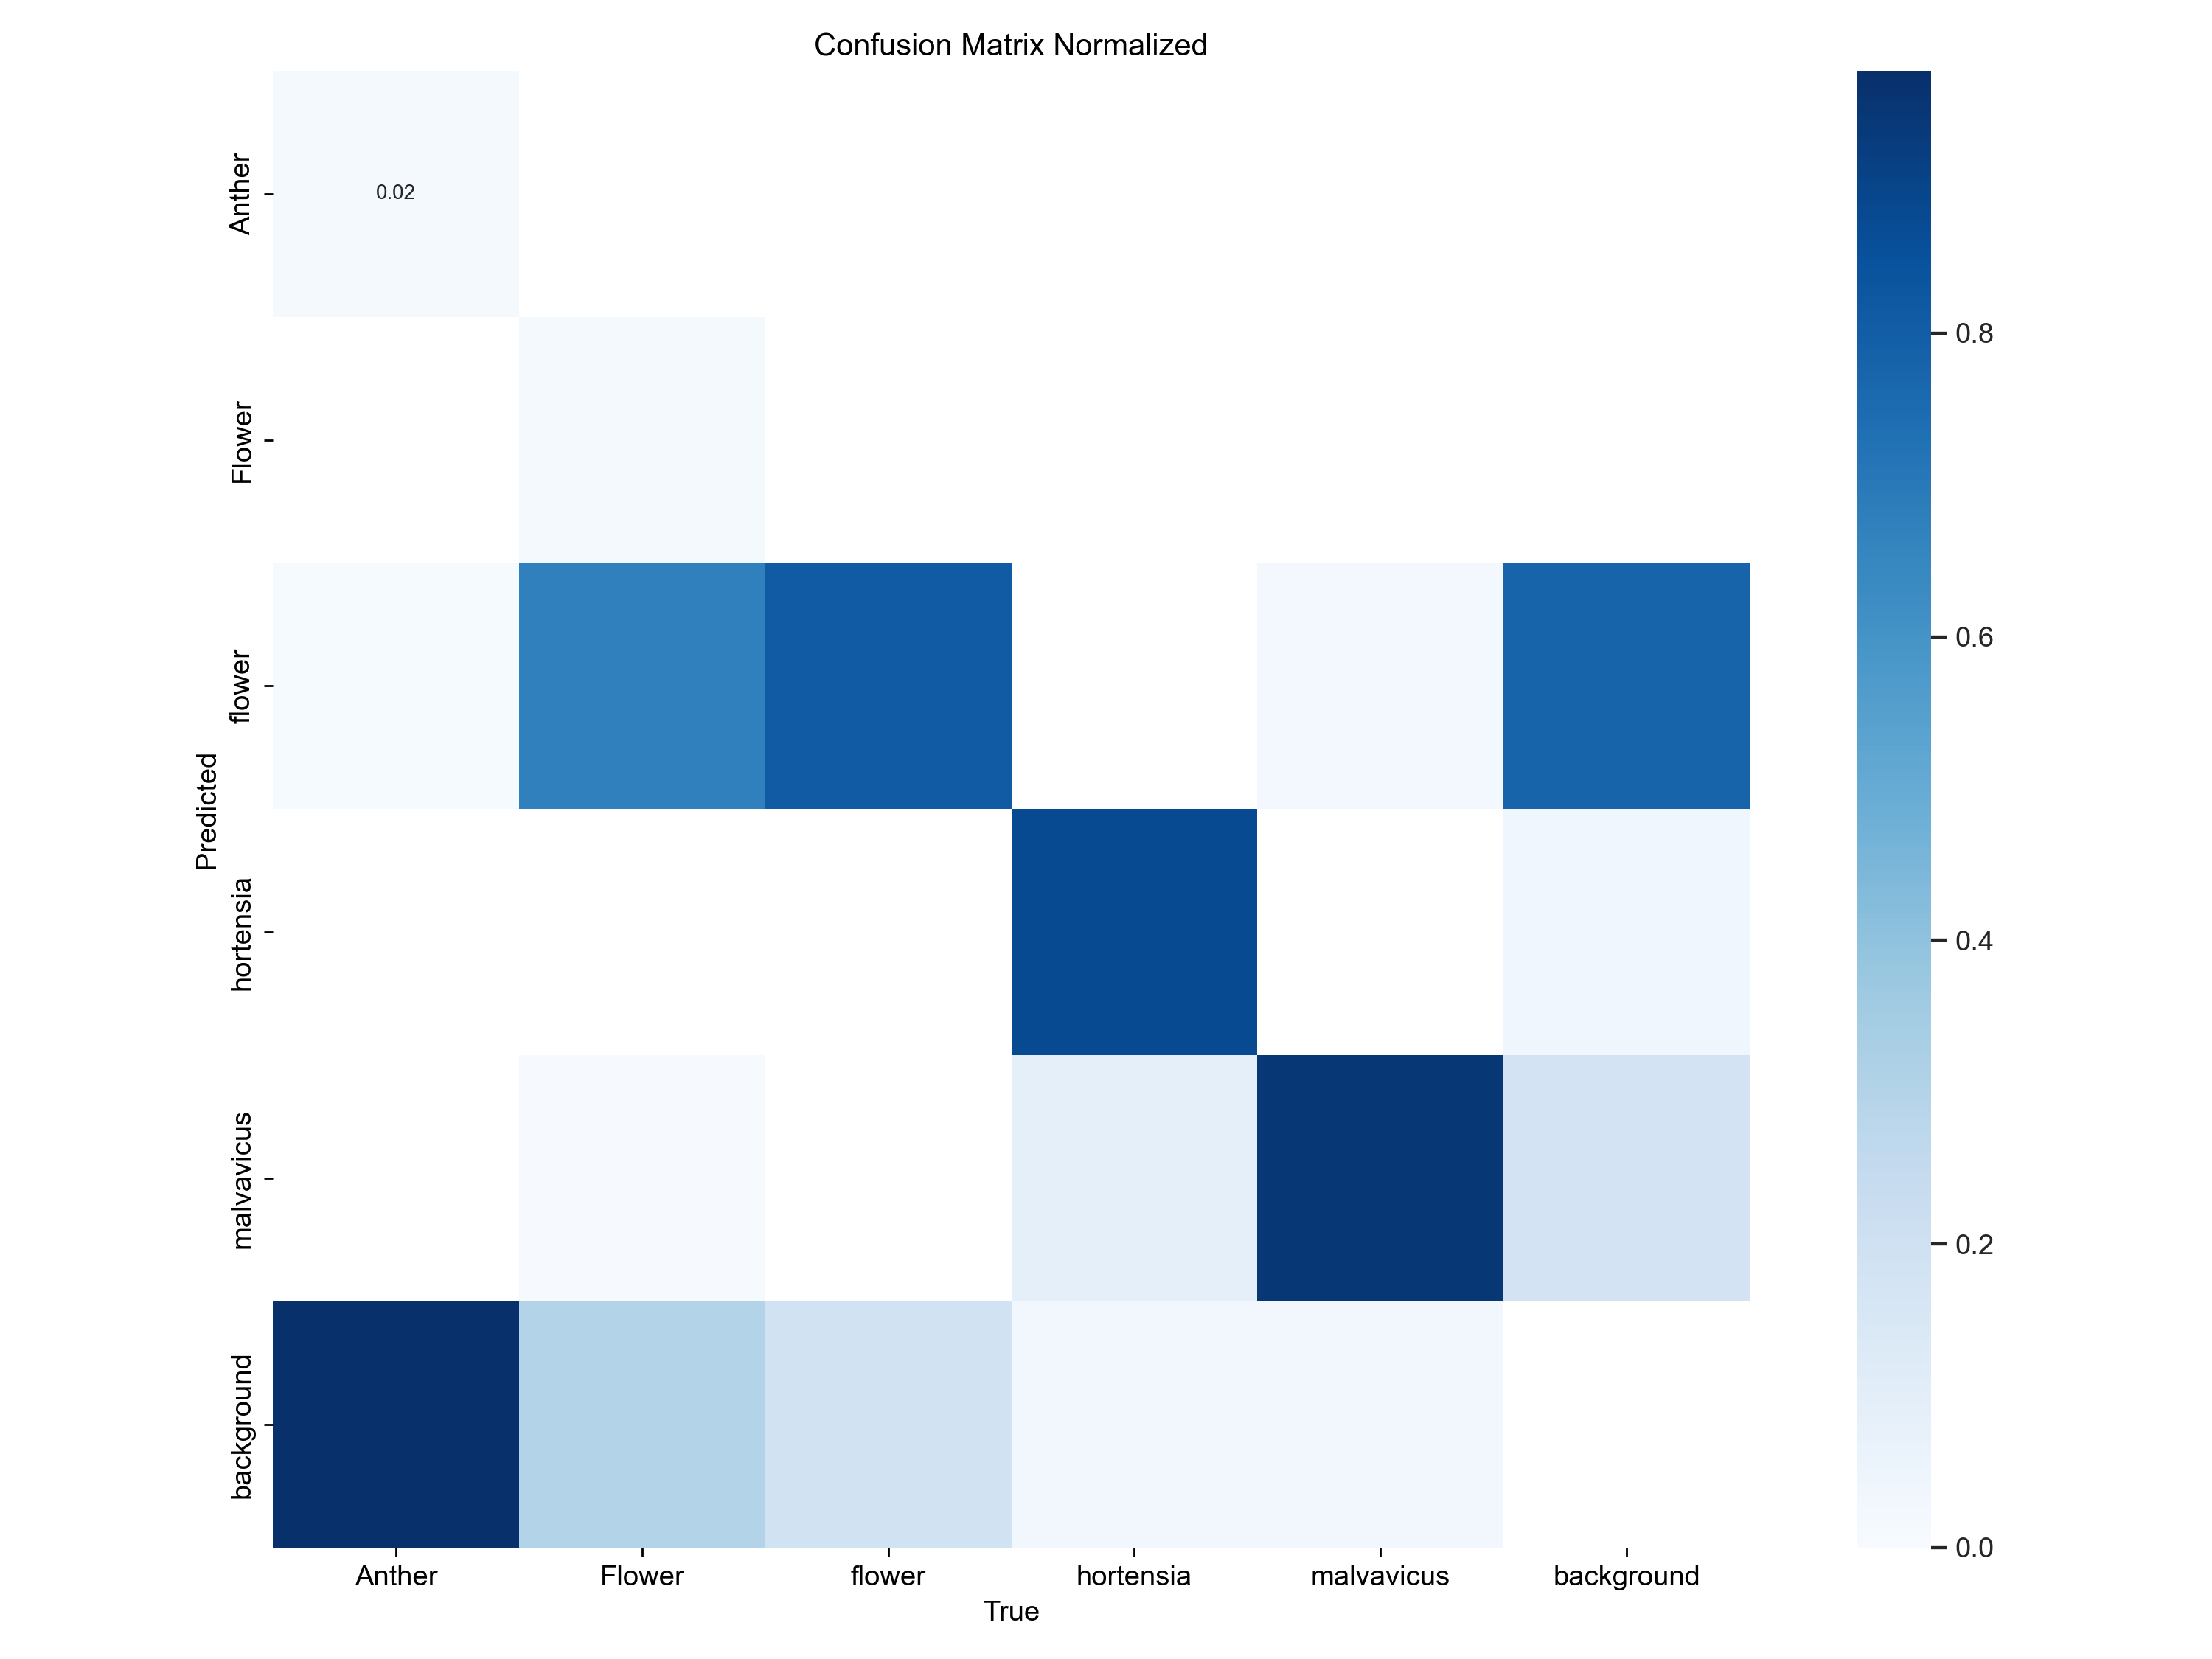 Confusion Matrix Normalized
Anther
0.02
Flower
flower
hortensia
malvavicus
background
Predicted
Anther Flower flower hortensia malvavicus background
True
0.8
0.6
0.4
0.2
0.0